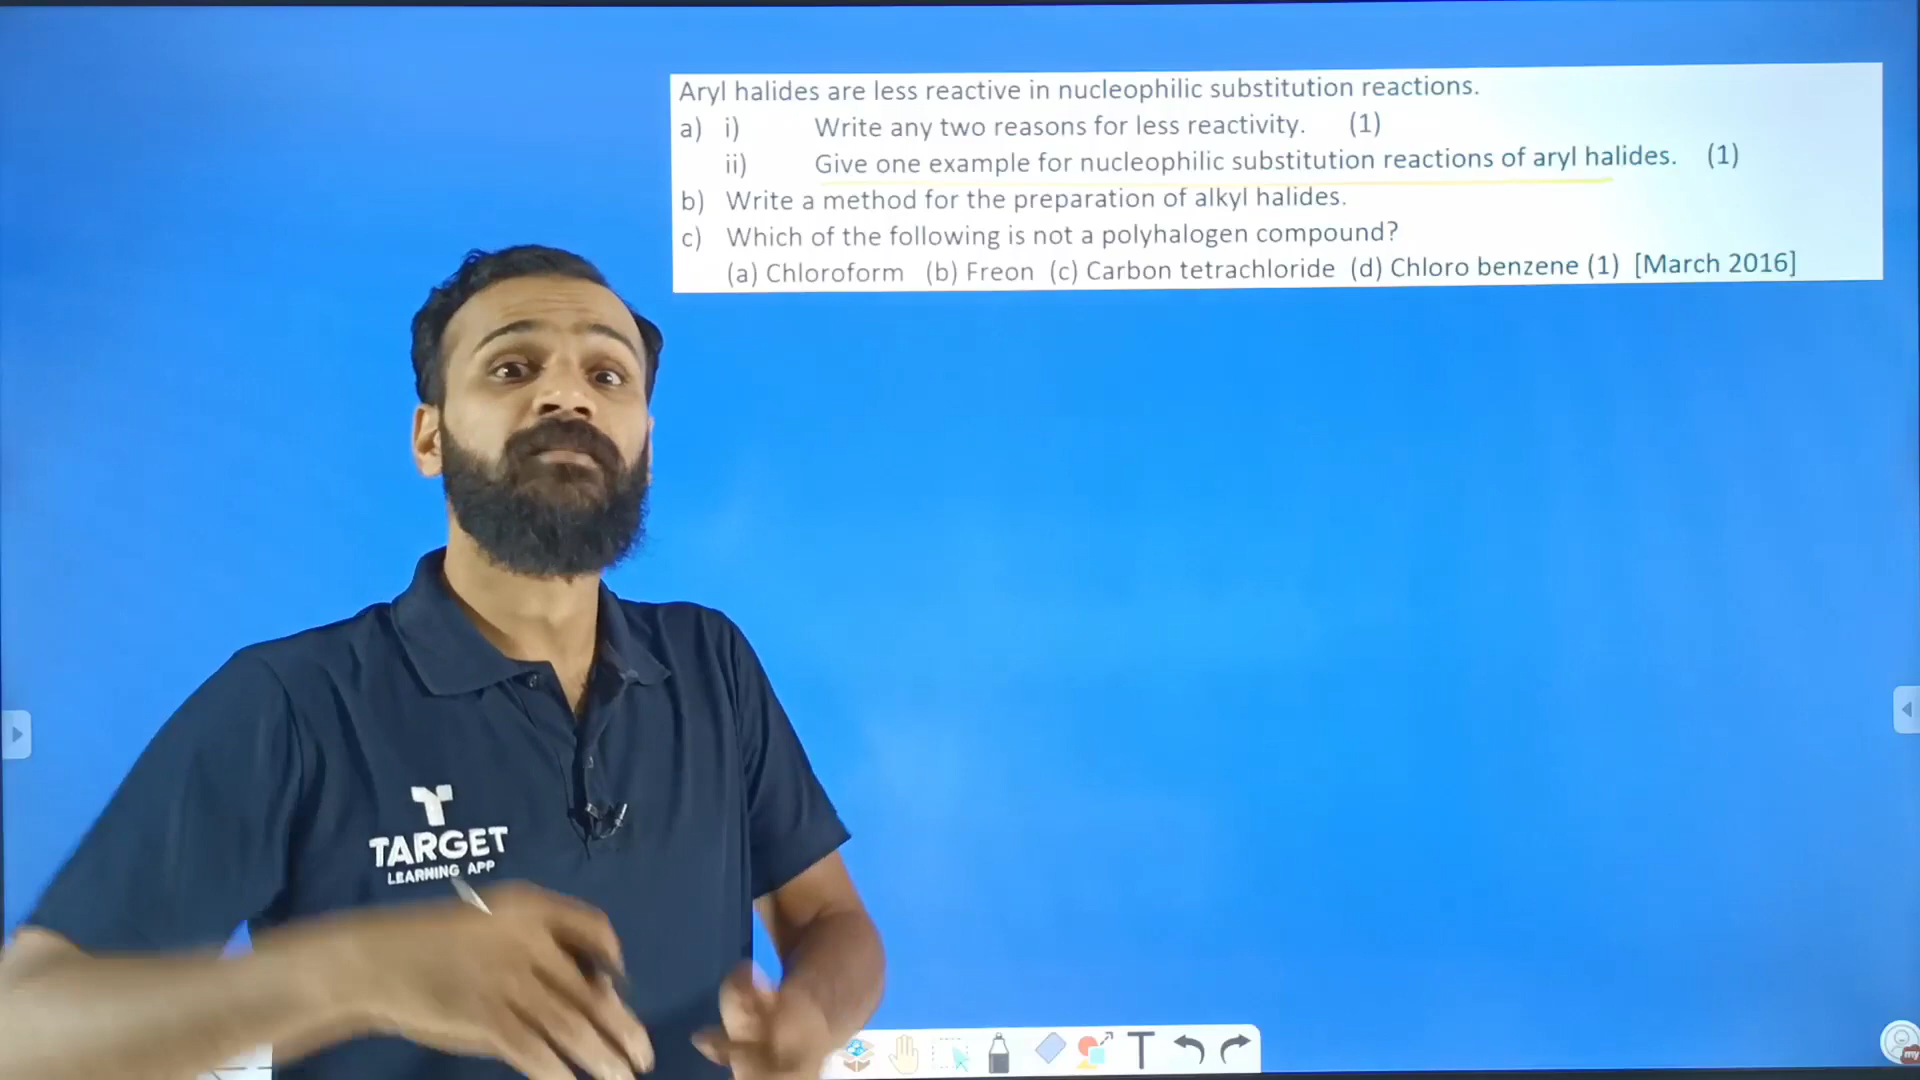 Aryl halides are less reactive in nucleophilic substitution reactions.
a) i) Write any two reasons for less reactivity. (1)
ii) Give one example for nucleophilic substitution reactions of aryl halides. (1)
b) Write a method for the preparation of alkyl halides.
c) Which of the following is not a polyhalogen compound?
(a) Chloroform (b) Freon (c) Carbon tetrachloride (d) Chloro benzene (1) [March 2016]
TARGET
LEARNING APP
T
my